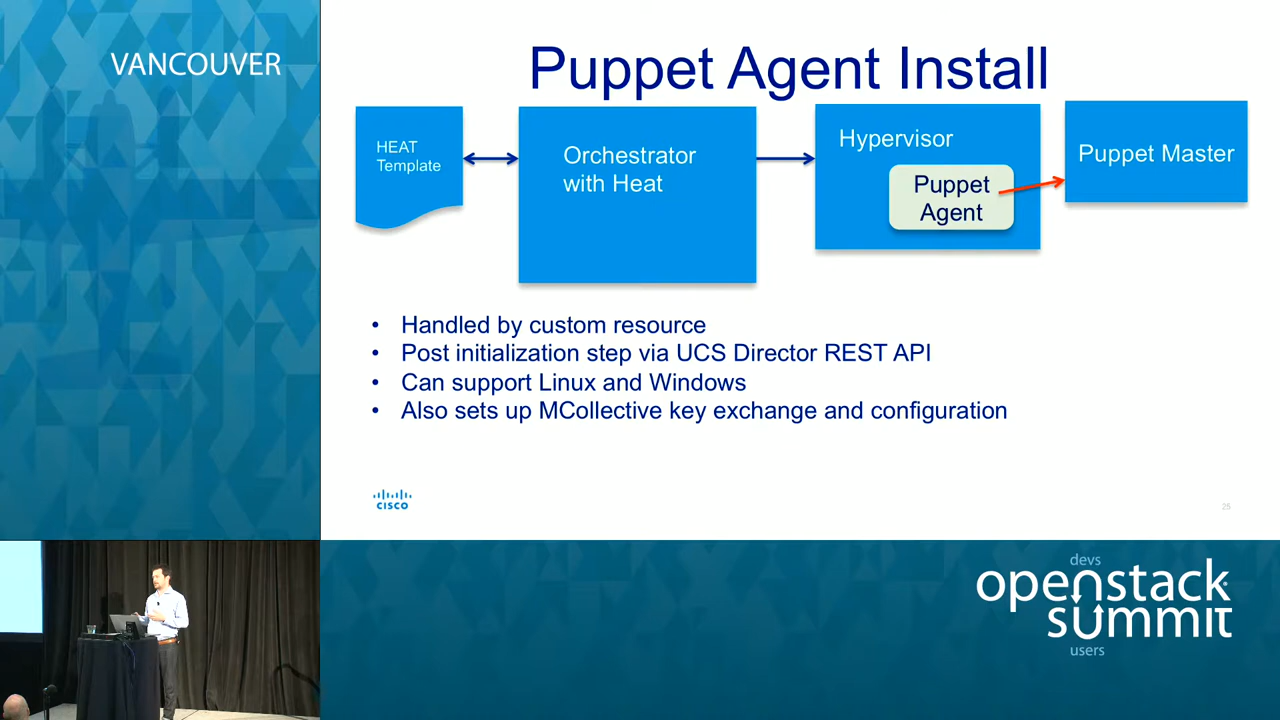 VANCOUVER
Puppet Agent Install
HEAT
Template
Orchestrator
with Heat
Hypervisor
Puppet
Agent
Puppet Master
• Handled by custom resource
• Post initialization step via UCS Director REST API
• Can support Linux and Windows
• Also sets up MCollective key exchange and configuration
CISCO
devs
openstack
summit
users